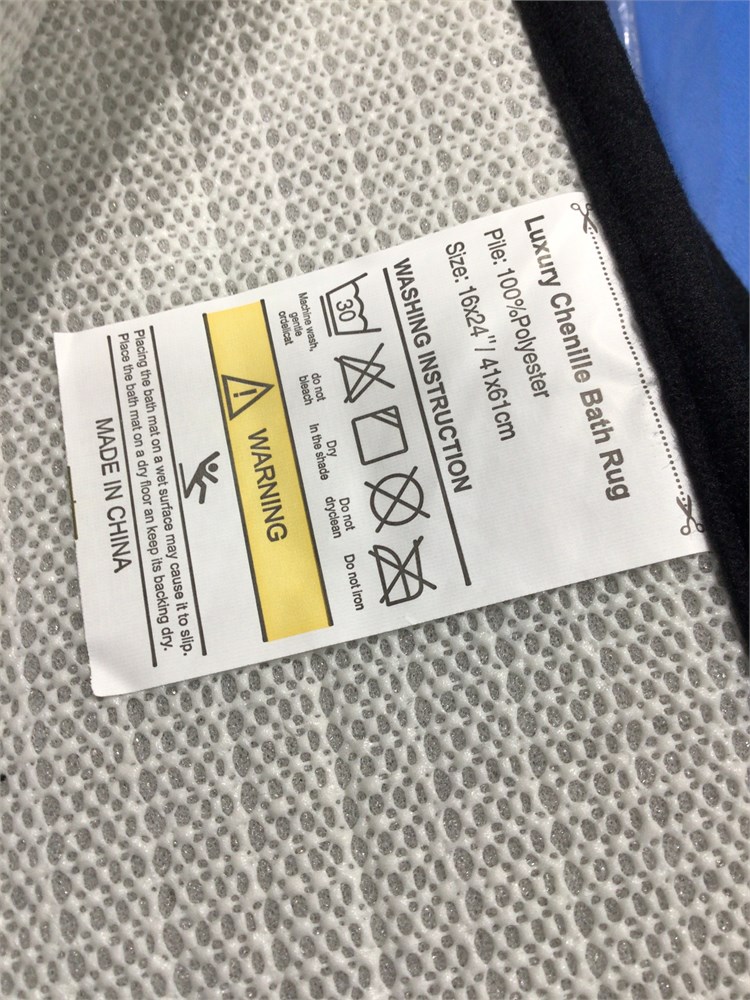 Luxury Chenille Bath Rug
Pile: 100%Polyester
Size: 16x24"/ 41x61cm
WASHING INSTRUCTION
30
Machine wash,
gentle
ordelicat
do not
bleach
Dry
In the shade
Do not
dryclean
Do not iron
WARNING
Placing the bath mat on a wet surface may cause it to slip.
Place the bath mat on a dry floor an keep its backing dry.
MADE IN CHINA